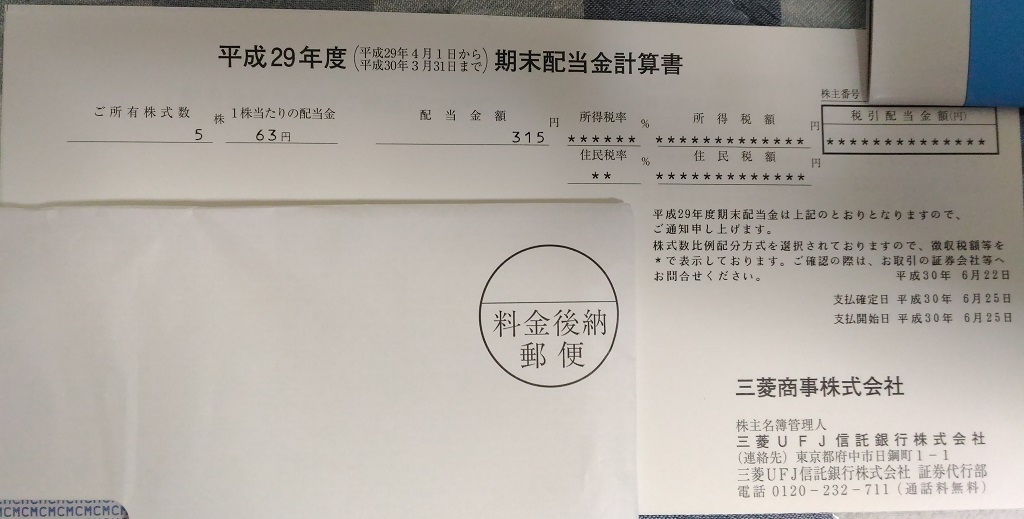 平成29年度(平成29年4月1日から
平成30年3月31日まで)期末配当金計算書
株主番号
ご所有株式数
5株
1株当たりの配当金
63円
配当金額
315円
所得税率
******%
所得税額
*************円
税引配当金額(円)
**************
住民税率
**%
住民税額
*************円
平成29年度期末配当金は上記のとおりとなりますので、
ご通知申し上げます。
株式数比例配分方式を選択されておりますので、徴収税額等を
*で表示しております。ご確認の際は、お取引の証券会社等へ
お問合せください。
平成30年 6月22日
支払確定日 平成30年 6月25日
支払開始日 平成30年 6月25日
料金後納
郵便
三菱商事株式会社
株主名簿管理人
三菱UFJ信託銀行株式会社
(連絡先)東京都府中市日鋼町1-1
三菱UFJ信託銀行株式会社 証券代行部
電話 0120-232-711(通話料無料)
MCMCMCMCMCMC